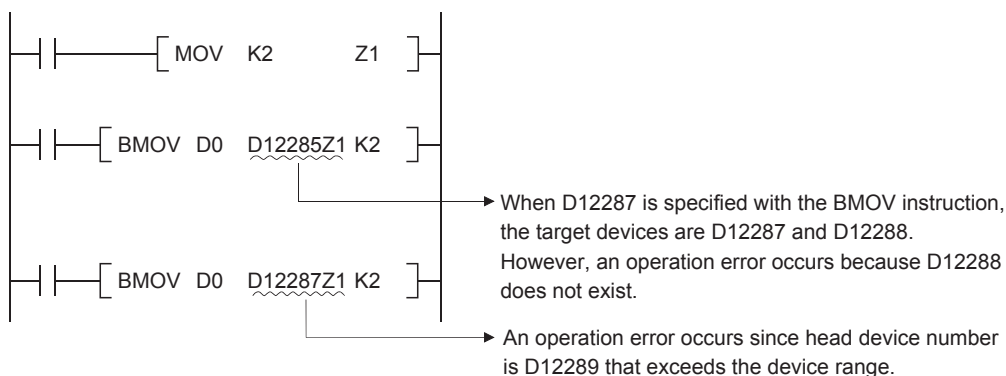 MOV K2 Z1
BMOV D0 D12285Z1 K2
When D12287 is specified with the BMOV instruction,
the target devices are D12287 and D12288.
However, an operation error occurs because D12288
does not exist.
BMOV D0 D12287Z1 K2
An operation error occurs since head device number
is D12289 that exceeds the device range.